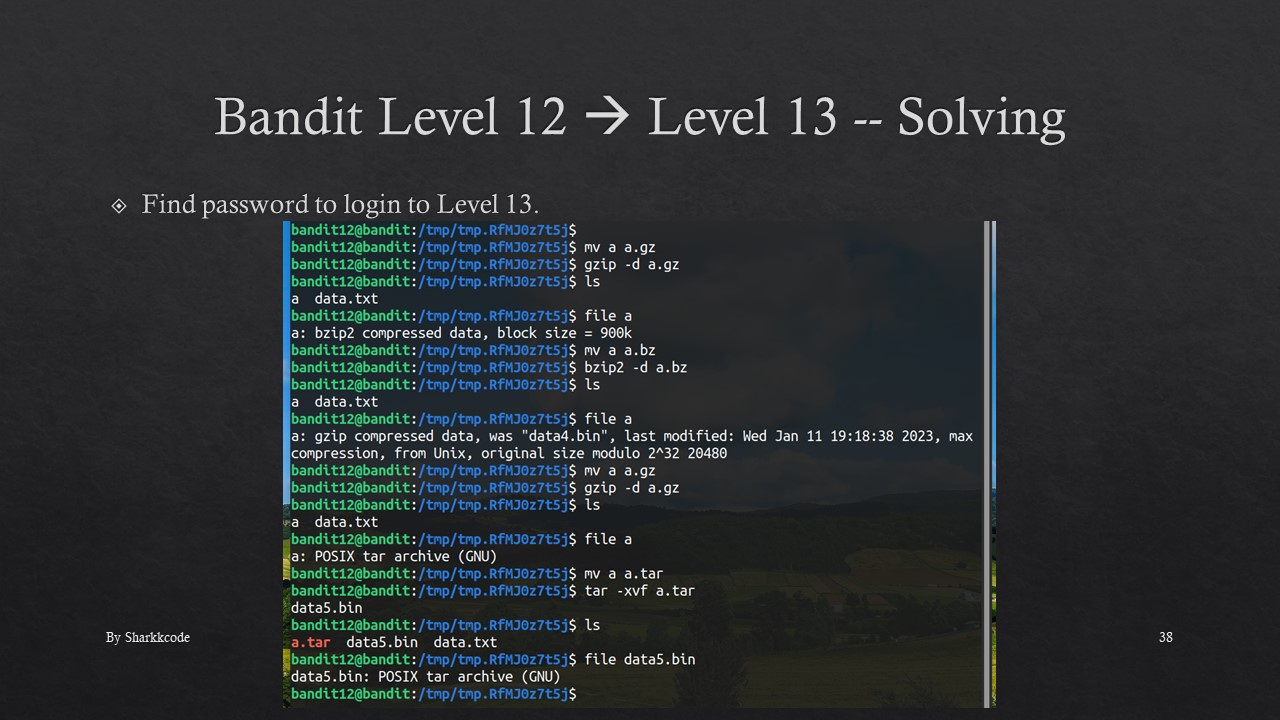 Bandit Level 12 → Level 13 -- Solving
Find password to login to Level 13.
bandit12@bandit:/tmp/tmp.RfMJ0z7t5j$
bandit12@bandit:/tmp/tmp.RfMJ0z7t5j$ mv a a.gz
bandit12@bandit:/tmp/tmp.RfMJ0z7t5j$ gzip -d a.gz
bandit12@bandit:/tmp/tmp.RfMJ0z7t5j$ ls
a  data.txt
bandit12@bandit:/tmp/tmp.RfMJ0z7t5j$ file a
a: bzip2 compressed data, block size = 900k
bandit12@bandit:/tmp/tmp.RfMJ0z7t5j$ mv a a.bz
bandit12@bandit:/tmp/tmp.RfMJ0z7t5j$ bzip2 -d a.bz
bandit12@bandit:/tmp/tmp.RfMJ0z7t5j$ ls
a  data.txt
bandit12@bandit:/tmp/tmp.RfMJ0z7t5j$ file a
a: gzip compressed data, was "data4.bin", last modified: Wed Jan 11 19:18:38 2023, max
compression, from Unix, original size modulo 2^32 20480
bandit12@bandit:/tmp/tmp.RfMJ0z7t5j$ mv a a.gz
bandit12@bandit:/tmp/tmp.RfMJ0z7t5j$ gzip -d a.gz
bandit12@bandit:/tmp/tmp.RfMJ0z7t5j$ ls
a  data.txt
bandit12@bandit:/tmp/tmp.RfMJ0z7t5j$ file a
a: POSIX tar archive (GNU)
bandit12@bandit:/tmp/tmp.RfMJ0z7t5j$ mv a a.tar
bandit12@bandit:/tmp/tmp.RfMJ0z7t5j$ tar -xvf a.tar
data5.bin
bandit12@bandit:/tmp/tmp.RfMJ0z7t5j$ ls
a.tar  data5.bin  data.txt
bandit12@bandit:/tmp/tmp.RfMJ0z7t5j$ file data5.bin
data5.bin: POSIX tar archive (GNU)
bandit12@bandit:/tmp/tmp.RfMJ0z7t5j$
By Sharkkcode
38